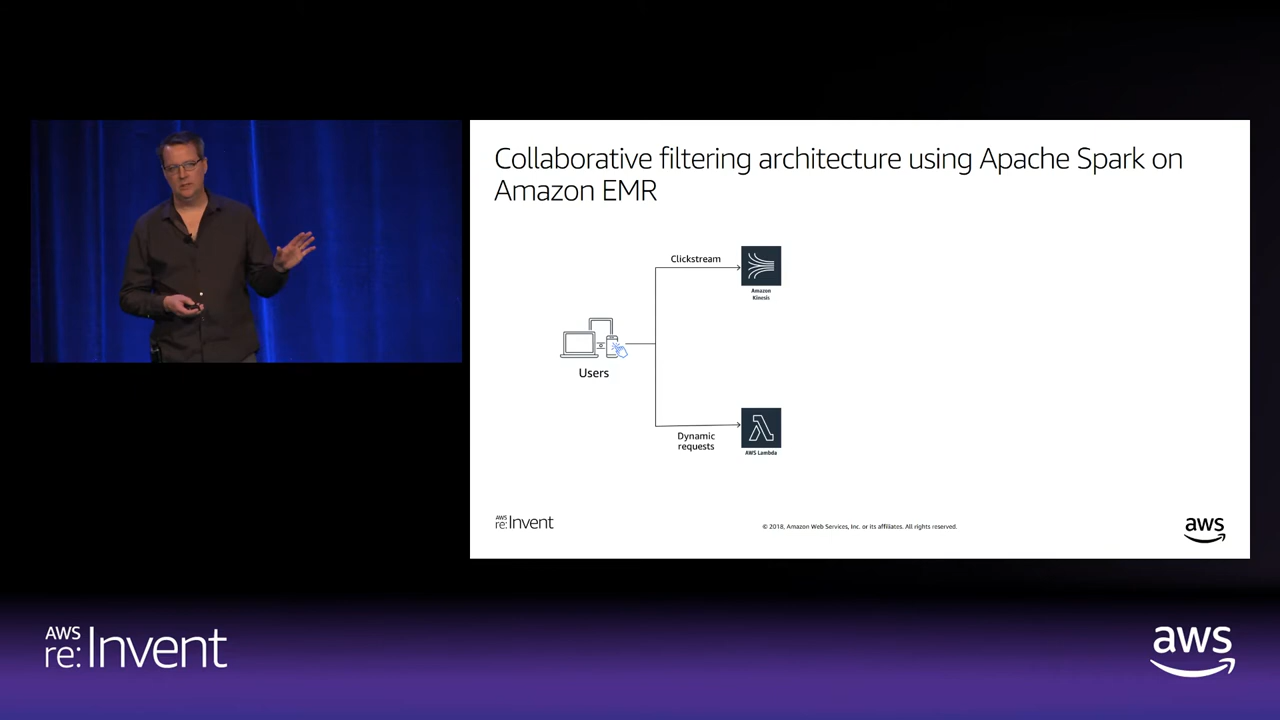 Collaborative filtering architecture using Apache Spark on
Amazon EMR
Clickstream
Amazon
Kinesis
Users
Dynamic
requests
AWS Lambda
AWS
re:Invent
© 2018, Amazon Web Services, Inc. or its affiliates. All rights reserved.
aws
AWS
re:Invent
aws